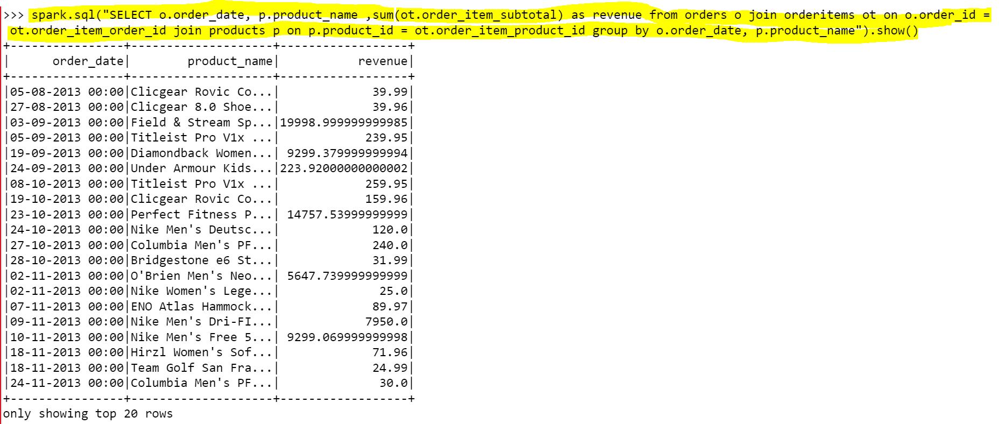 >>> spark.sql("SELECT o.order_date, p.product_name ,sum(ot.order_item_subtotal) as revenue from orders o join orderitems ot on o.order_id =
ot.order_item_order_id join products p on p.product_id = ot.order_item_product_id group by o.order_date, p.product_name").show()
+----------------+--------------------+------------------+
|      order_date|        product_name|           revenue|
+----------------+--------------------+------------------+
|05-08-2013 00:00|Clicgear Rovic Co...|             39.99|
|27-08-2013 00:00|Clicgear 8.0 Shoe...|             39.96|
|03-09-2013 00:00|Field & Stream Sp...|19998.999999999985|
|05-09-2013 00:00|Titleist Pro V1x ...|            239.95|
|19-09-2013 00:00|Diamondback Women...| 9299.379999999994|
|24-09-2013 00:00|Under Armour Kids...|223.92000000000002|
|08-10-2013 00:00|Titleist Pro V1x ...|            259.95|
|19-10-2013 00:00|Clicgear Rovic Co...|            159.96|
|23-10-2013 00:00|Perfect Fitness P...| 14757.53999999999|
|24-10-2013 00:00|Nike Men's Deutsc...|             120.0|
|27-10-2013 00:00|Columbia Men's PF...|             240.0|
|28-10-2013 00:00|Bridgestone e6 St...|             31.99|
|02-11-2013 00:00|O'Brien Men's Neo...| 5647.739999999999|
|02-11-2013 00:00|Nike Women's Lege...|              25.0|
|07-11-2013 00:00|ENO Atlas Hammock...|             89.97|
|09-11-2013 00:00|Nike Men's Dri-FI...|            7950.0|
|10-11-2013 00:00|Nike Men's Free 5...| 9299.069999999998|
|18-11-2013 00:00|Hirzl Women's Sof...|             71.96|
|18-11-2013 00:00|Team Golf San Fra...|             24.99|
|24-11-2013 00:00|Columbia Men's PF...|              30.0|
+----------------+--------------------+------------------+
only showing top 20 rows